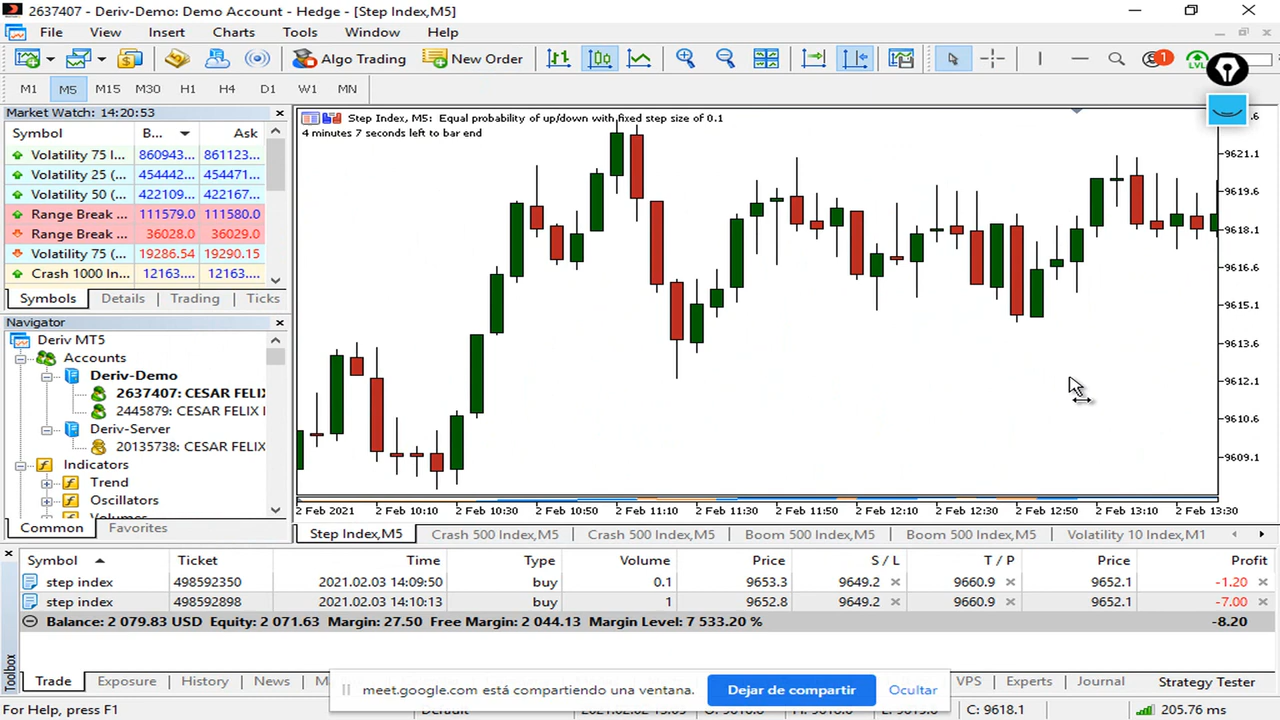 2637407 - Deriv-Demo: Demo Account - Hedge - [Step Index,M5]
File View Insert Charts Tools Window Help
Algo Trading New Order 1 LVL
M1 M5 M15 M30 H1 H4 D1 W1 MN
Market Watch: 14:20:53
Symbol B... Ask
Volatility 75 I... 860943... 861123...
Volatility 25 (... 454442... 454471...
Volatility 50 (... 422109... 422167...
Range Break ... 111579.0 111580.0
Range Break ... 36028.0 36029.0
Volatility 75 (... 19286.54 19290.15
Crash 1000 In... 12163.... 12163....
Symbols Details Trading Ticks
Navigator
Deriv MT5
Accounts
Deriv-Demo
2637407: CESAR FELIX
2445879: CESAR FELIX
Deriv-Server
20135738: CESAR FELIX
Indicators
Trend
Oscillators
Common Favorites
Step Index, M5: Equal probability of up/down with fixed step size of 0.1
4 minutes 7 seconds left to bar end
9621.1
9619.6
9618.1
9616.6
9615.1
9613.6
9612.1
9610.6
9609.1
2 Feb 2021 2 Feb 10:10 2 Feb 10:30 2 Feb 10:50 2 Feb 11:10 2 Feb 11:30 2 Feb 11:50 2 Feb 12:10 2 Feb 12:30 2 Feb 12:50 2 Feb 13:10 2 Feb 13:30
Step Index,M5 Crash 500 Index,M5 Crash 500 Index,M5 Boom 500 Index,M5 Boom 500 Index,M5 Volatility 10 Index,M1
Symbol Ticket Time Type Volume Price S / L T / P Price Profit
step index 498592350 2021.02.03 14:09:50 buy 0.1 9653.3 9649.2 9660.9 9652.1 -1.20
step index 498592898 2021.02.03 14:10:13 buy 1 9652.8 9649.2 9660.9 9652.1 -7.00
Balance: 2 079.83 USD Equity: 2 071.63 Margin: 27.50 Free Margin: 2 044.13 Margin Level: 7 533.20 % -8.20
Toolbox
Trade Exposure History News VPS Experts Journal Strategy Tester
meet.google.com está compartiendo una ventana. Dejar de compartir Ocultar
For Help, press F1 C: 9618.1 205.76 ms